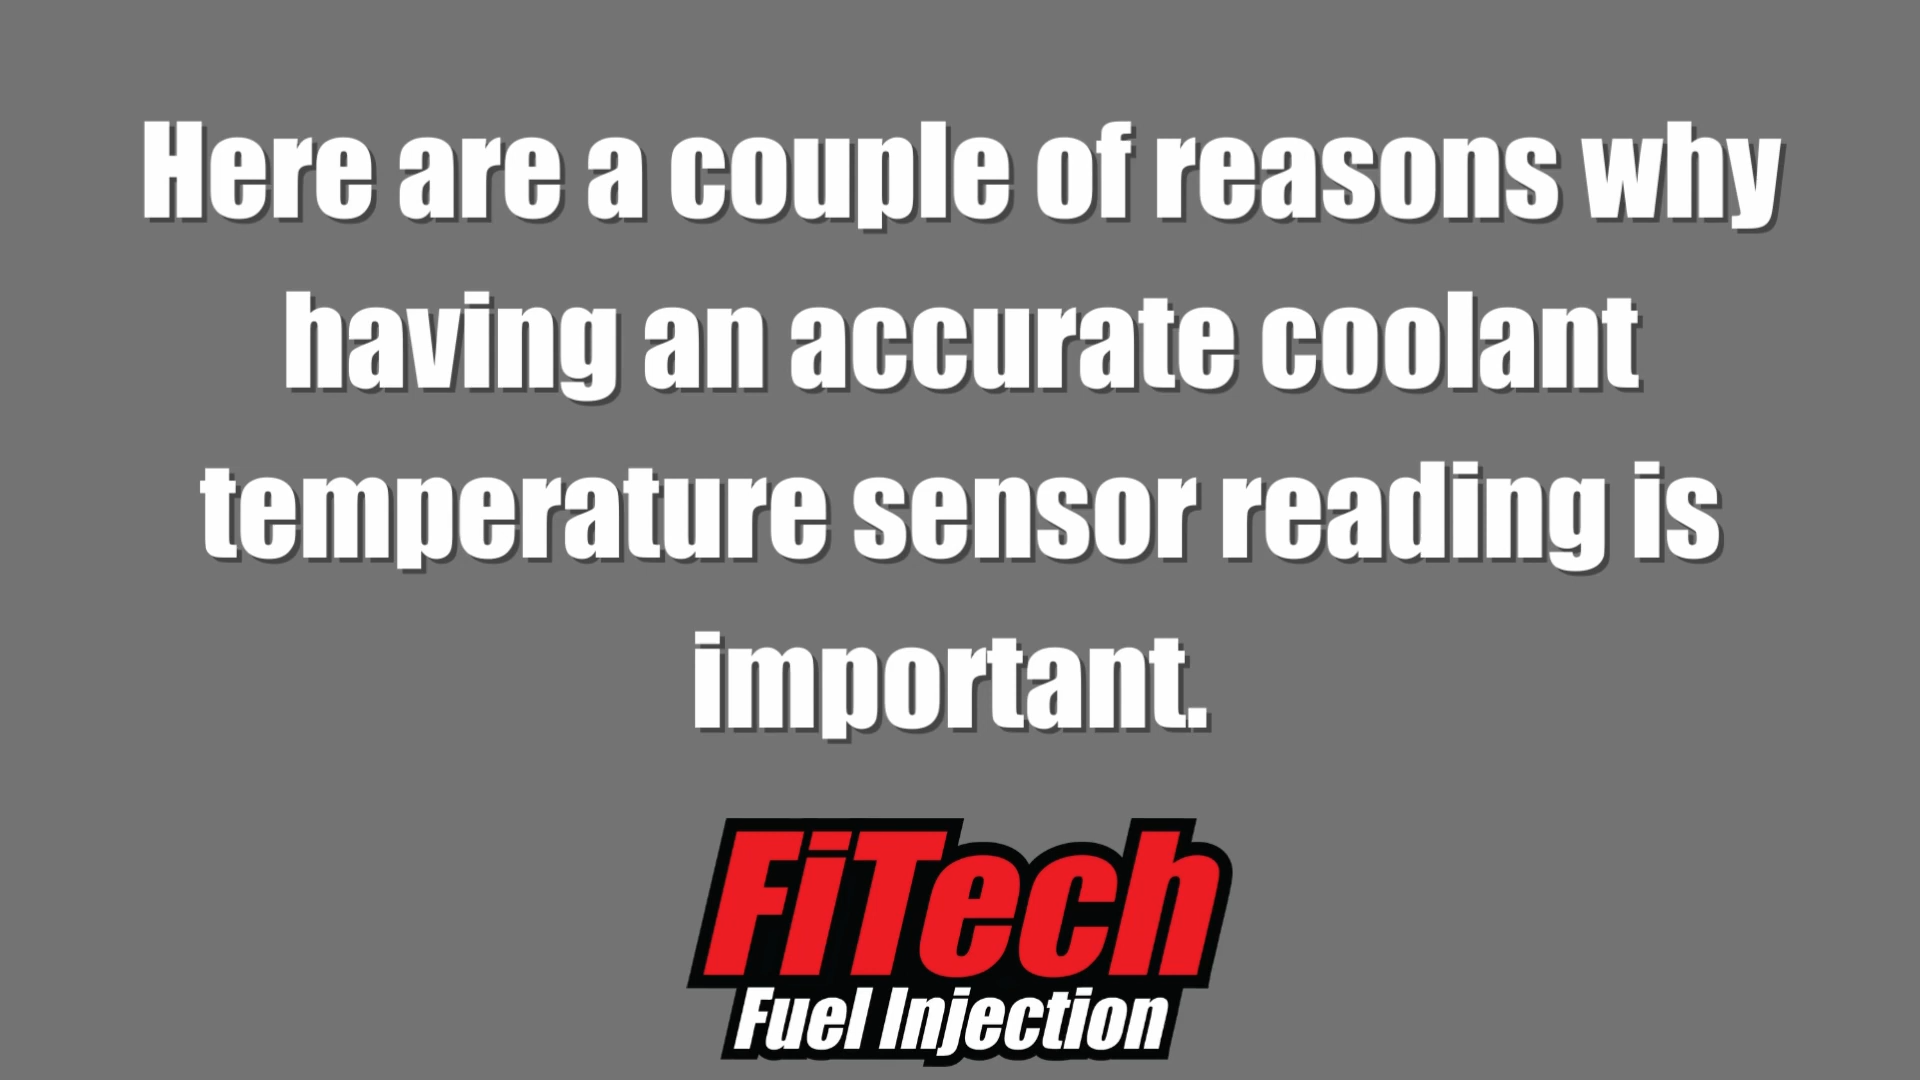 Here are a couple of reasons why
having an accurate coolant
temperature sensor reading is
important.
FiTech
Fuel Injection